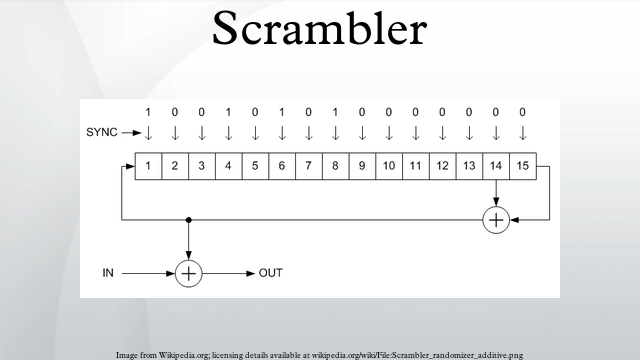 Scrambler
1 0 0 1 0 1 0 1 0 0 0 0 0 0 0
SYNC
1 2 3 4 5 6 7 8 9 10 11 12 13 14 15
+
IN + OUT
Image from Wikipedia.org; licensing details available at wikipedia.org/wiki/File:Scrambler_randomizer_additive.png